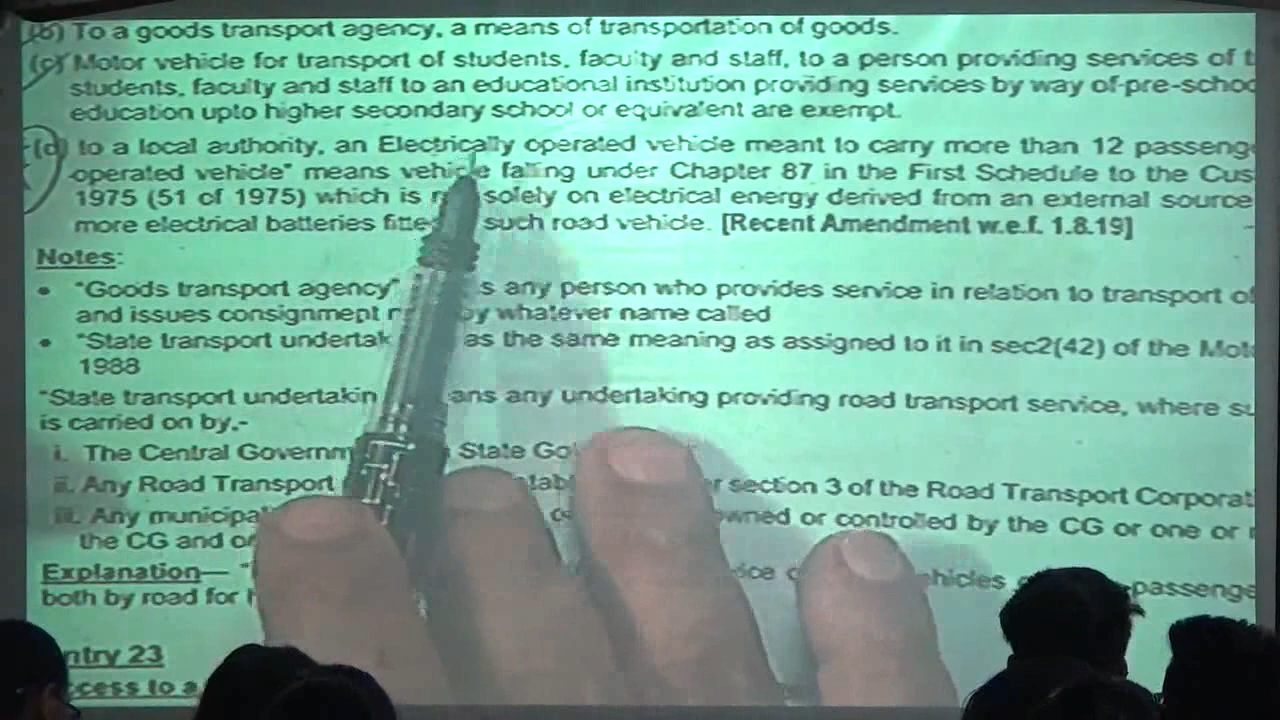 (b) To a goods transport agency, a means of transportation of goods.
(c) Motor vehicle for transport of students, faculty and staff, to a person providing services of
students, faculty and staff to an educational institution providing services by way of pre-schoo
education upto higher secondary school or equivalent are exempt.
(d) to a local authority, an Electrically operated vehicle meant to carry more than 12 passeng
operated vehicle" means vehicle falling under Chapter 87 in the First Schedule to the Cus
1975 (51 of 1975) which is solely on electrical energy derived from an external source
more electrical batteries fitte such road vehicle. [Recent Amendment w.e.f. 1.8.19]
Notes:
• "Goods transport agency" s any person who provides service in relation to transport of
and issues consignment by whatever name called
• "State transport undertak as the same meaning as assigned to it in sec2(42) of the Mot
1988
"State transport undertakin ans any undertaking providing road transport service, where su
is carried on by,-
i. The Central Governm State Go
ii. Any Road Transport section 3 of the Road Transport Corporat
iii. Any municipa owned or controlled by the CG or one or
the CG and or
Explanation— vehicles passenge
both by road for
ntry 23
ccess to a